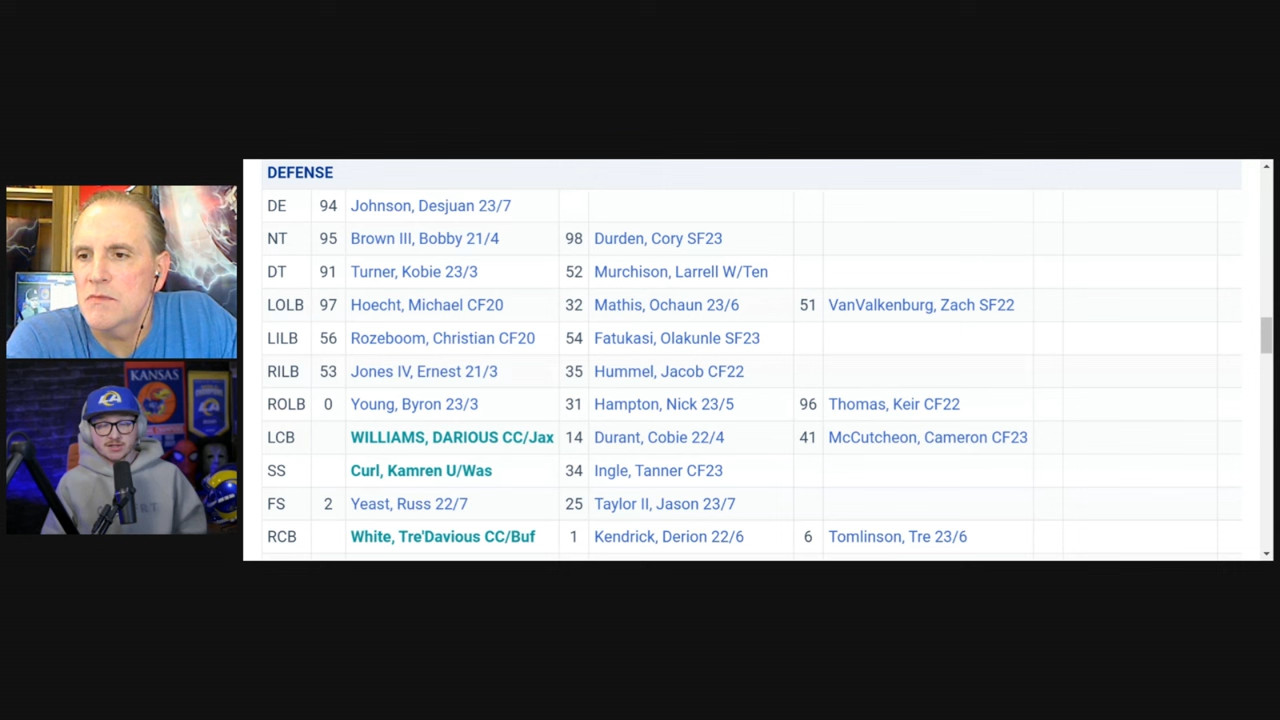 DEFENSE
DE 94 Johnson, Desjuan 23/7
NT 95 Brown III, Bobby 21/4 98 Durden, Cory SF23
DT 91 Turner, Kobie 23/3 52 Murchison, Larrell W/Ten
LOLB 97 Hoecht, Michael CF20 32 Mathis, Ochaun 23/6 51 VanValkenburg, Zach SF22
LILB 56 Rozeboom, Christian CF20 54 Fatukasi, Olakunle SF23
RILB 53 Jones IV, Ernest 21/3 35 Hummel, Jacob CF22
ROLB 0 Young, Byron 23/3 31 Hampton, Nick 23/5 96 Thomas, Keir CF22
LCB WILLIAMS, DARIOUS CC/Jax 14 Durant, Cobie 22/4 41 McCutcheon, Cameron CF23
SS Curl, Kamren U/Was 34 Ingle, Tanner CF23
FS 2 Yeast, Russ 22/7 25 Taylor II, Jason 23/7
RCB White, Tre'Davious CC/Buf 1 Kendrick, Derion 22/6 6 Tomlinson, Tre 23/6
KANSAS